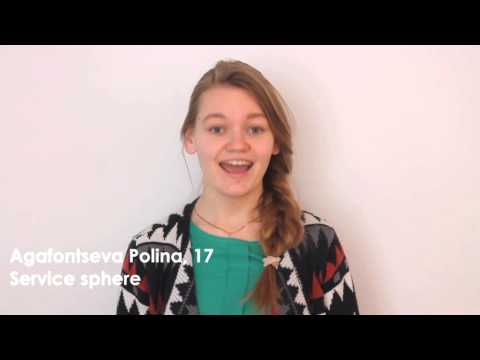 Agafontseva Polina, 17
Service sphere